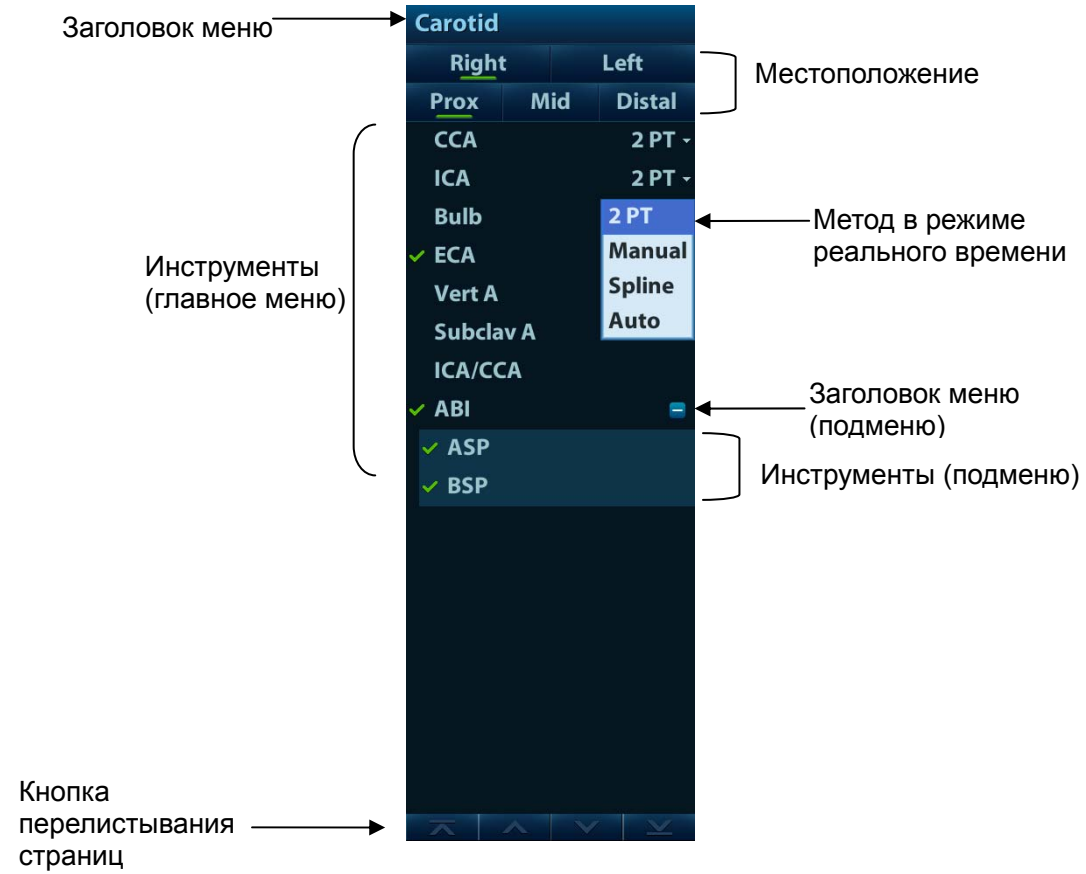 Заголовок меню
Carotid
Right Left
Местоположение
Prox Mid Distal
CCA 2 PT
ICA 2 PT
Bulb 2 PT
Метод в режиме
реального времени
ECA Manual
Инструменты
(главное меню)
Vert A Spline
Subclav A Auto
ICA/CCA
ABI
Заголовок меню
(подменю)
ASP
BSP
Инструменты (подменю)
Кнопка
перелистывания
страниц